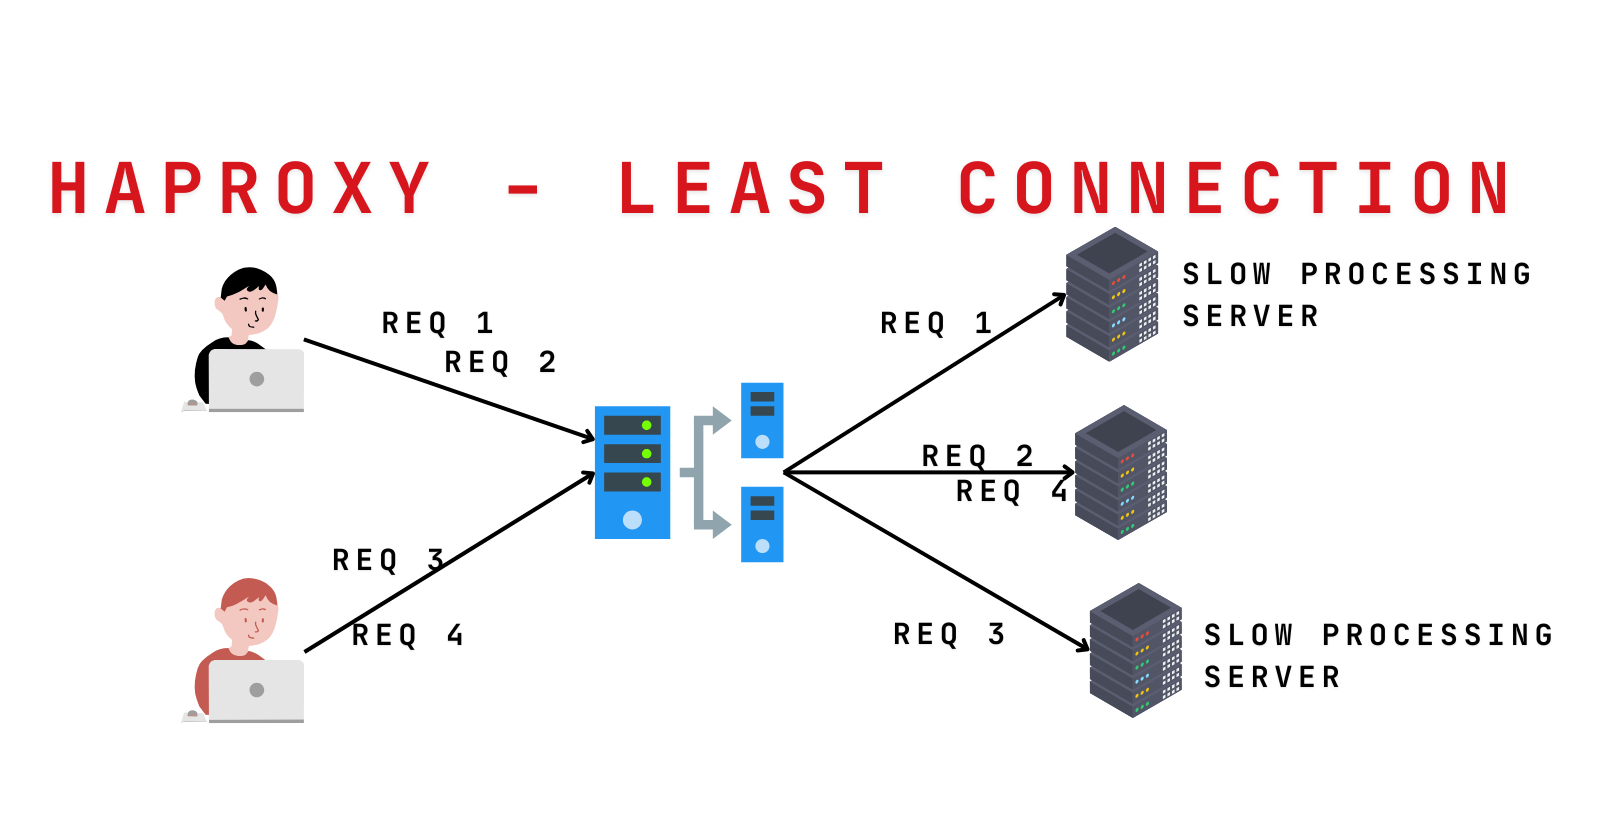 HAPROXY - LEAST CONNECTION
REQ 1
REQ 2
REQ 3
REQ 4
REQ 1
REQ 2
REQ 4
REQ 3
SLOW PROCESSING
SERVER
SLOW PROCESSING
SERVER